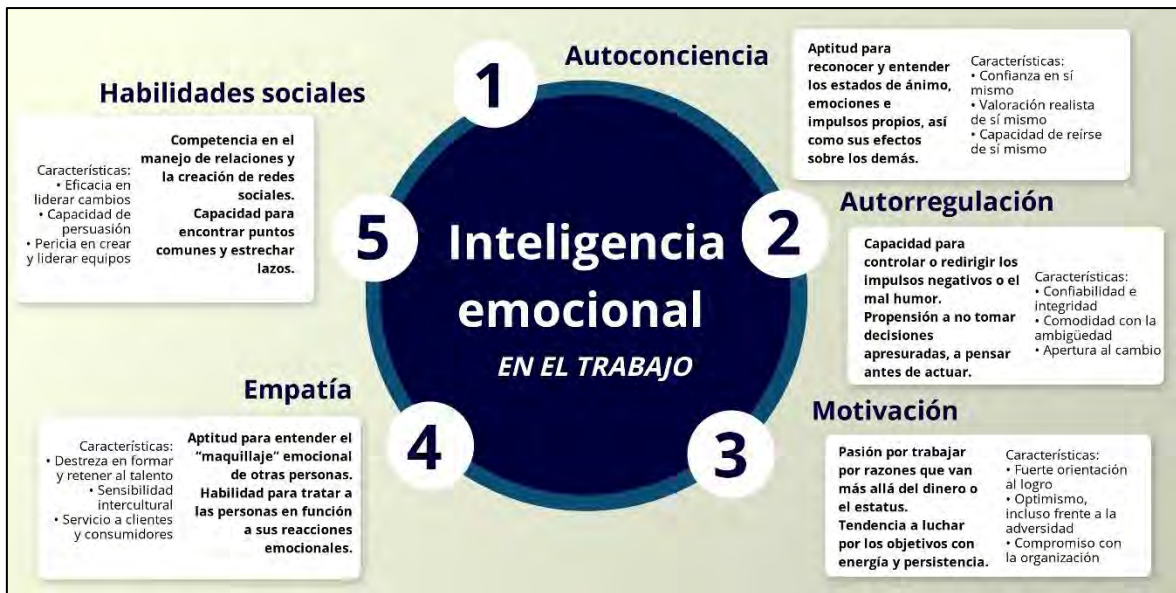 Inteligencia
emocional
EN EL TRABAJO
1
Autoconciencia
Aptitud para
reconocer y entender
los estados de ánimo,
emociones e
impulsos propios, así
como sus efectos
sobre los demás.
Características:
• Confianza en sí
mismo
• Valoración realista
de sí mismo
• Capacidad de reírse
de sí mismo
2
Autorregulación
Capacidad para
controlar o redirigir los
impulsos negativos o el
mal humor.
Propensión a no tomar
decisiones
apresuradas, a pensar
antes de actuar.
Características:
• Confiabilidad e
integridad
• Comodidad con la
ambigüedad
• Apertura al cambio
3
Motivación
Pasión por trabajar
por razones que van
más allá del dinero o
el estatus.
Tendencia a luchar
por los objetivos con
energía y persistencia.
Características:
• Fuerte orientación
al logro
• Optimismo,
incluso frente a la
adversidad
• Compromiso con
la organización
4
Empatía
Características:
• Destreza en formar
y retener al talento
• Sensibilidad
intercultural
• Servicio a clientes
y consumidores
Aptitud para entender el
“maquillaje” emocional
de otras personas.
Habilidad para tratar a
las personas en función
a sus reacciones
emocionales.
5
Habilidades sociales
Características:
• Eficacia en
liderar cambios
• Capacidad de
persuasión
• Pericia en crear
y liderar equipos
Competencia en el
manejo de relaciones y
la creación de redes
sociales.
Capacidad para
encontrar puntos
comunes y estrechar
lazos.